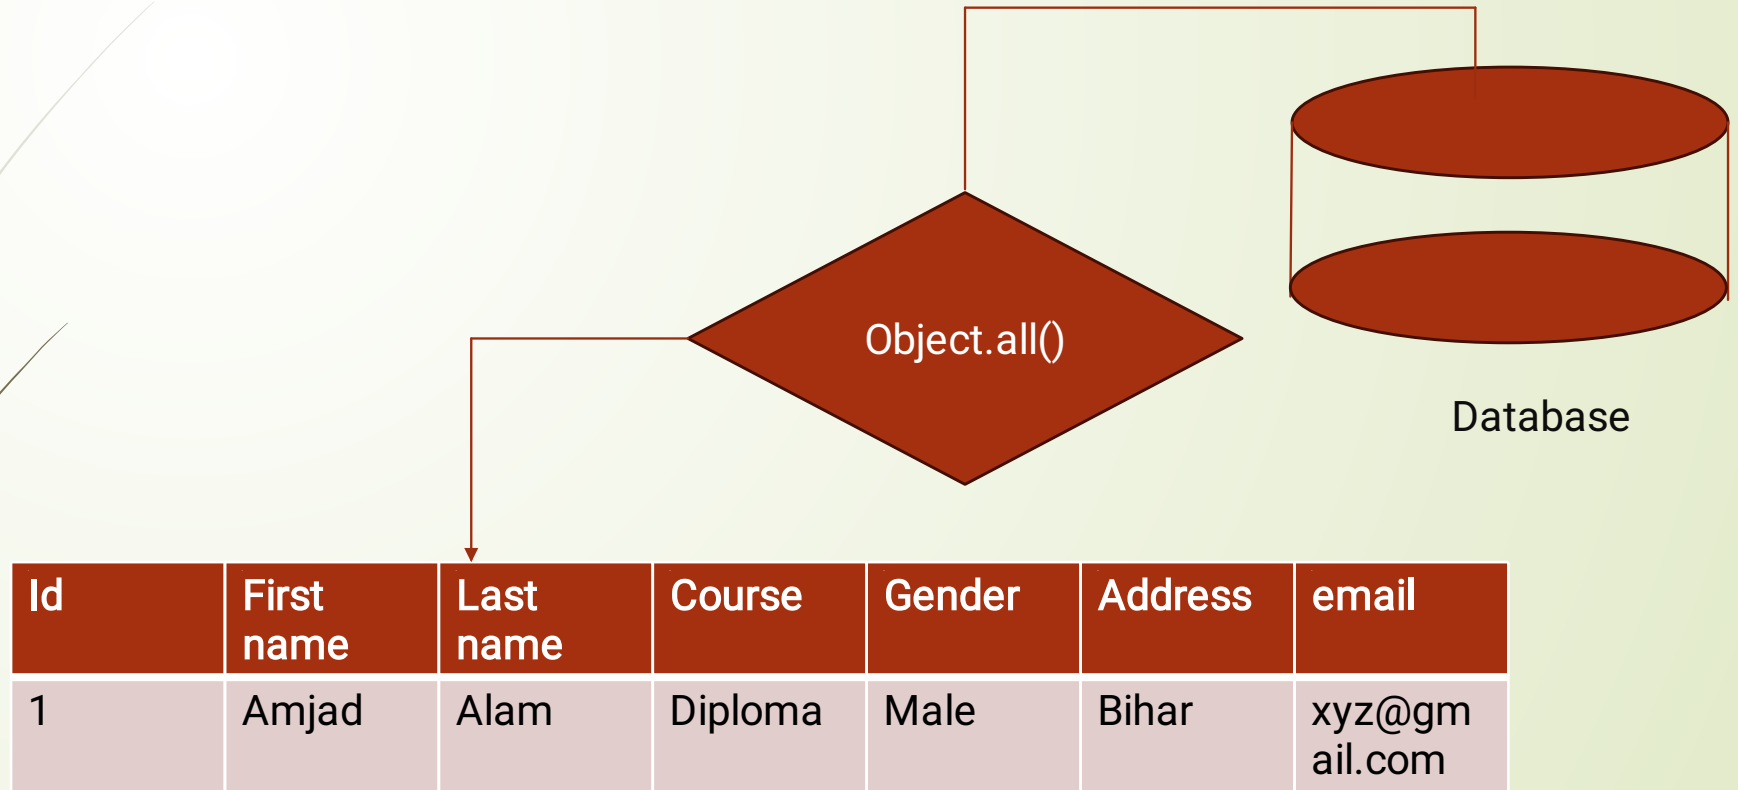 Object.all()
Database
Id
First
name
Last
name
Course
Gender
Address
email
1
Amjad
Alam
Diploma
Male
Bihar
xyz@gm
ail.com